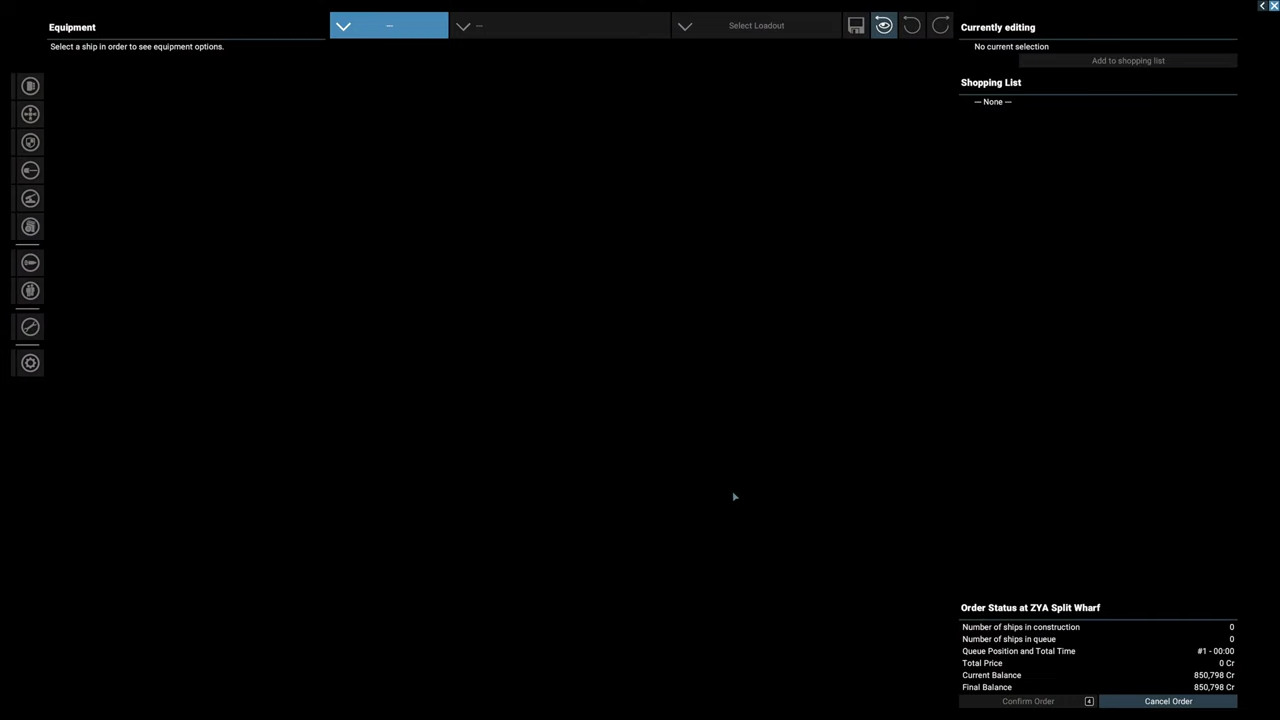 Equipment
Select a ship in order to see equipment options.
—
—
Select Loadout
Currently editing
No current selection
Add to shopping list
Shopping List
— None —
Order Status at ZYA Split Wharf
Number of ships in construction 0
Number of ships in queue 0
Queue Position and Total Time #1 - 00:00
Total Price 0 Cr
Current Balance 850,798 Cr
Final Balance 850,798 Cr
Confirm Order 4
Cancel Order